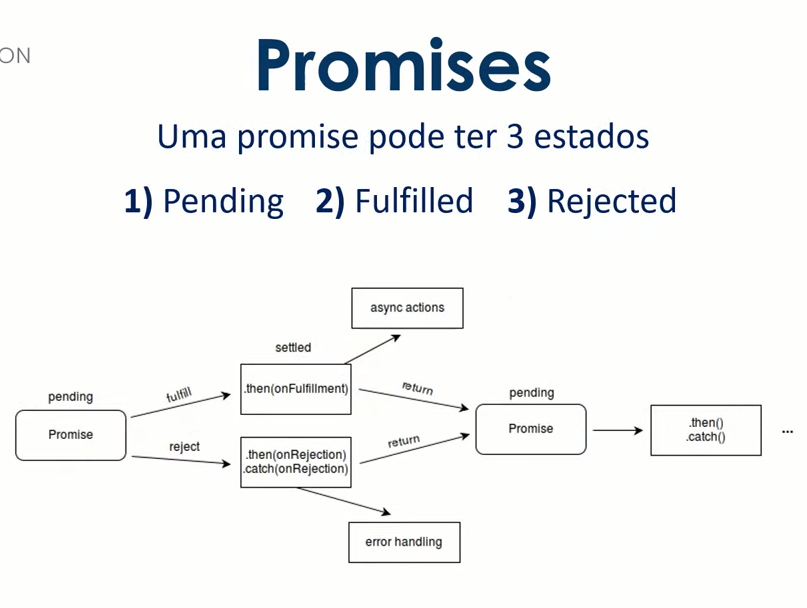 ON
Promises
Uma promise pode ter 3 estados
1) Pending 2) Fulfilled 3) Rejected
async actions
settled
pending
fulfill
.then(onFulfillment)
return
pending
Promise
reject
.then(onRejection)
.catch(onRejection)
return
Promise
.then()
.catch()
...
error handling